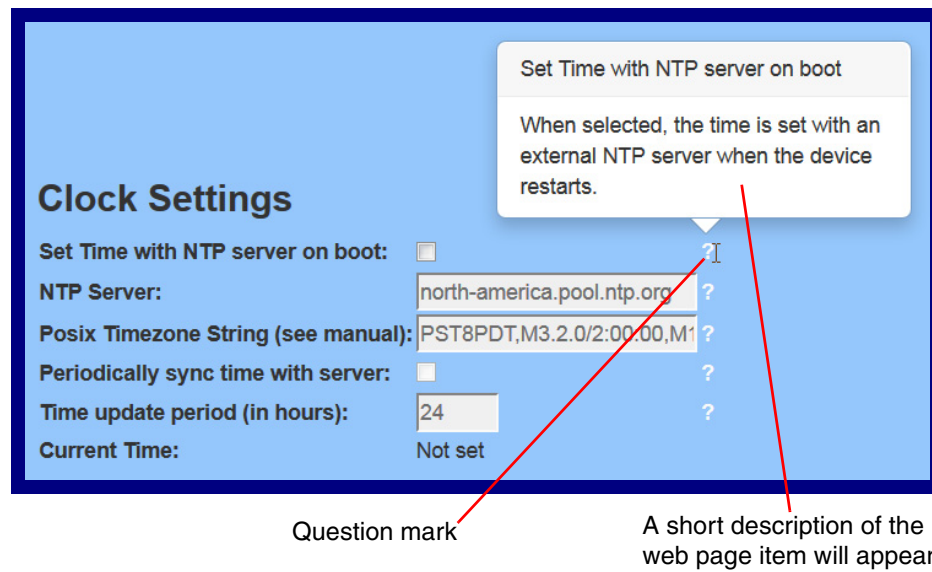 Set Time with NTP server on boot
When selected, the time is set with an
external NTP server when the device
restarts.
Clock Settings
Set Time with NTP server on boot:
?
NTP Server:
north-america.pool.ntp.org
?
Posix Timezone String (see manual):
PST8PDT,M3.2.0/2:00:00,M1
?
Periodically sync time with server:
?
Time update period (in hours):
24
?
Current Time:
Not set
Question mark
A short description of the
web page item will appear